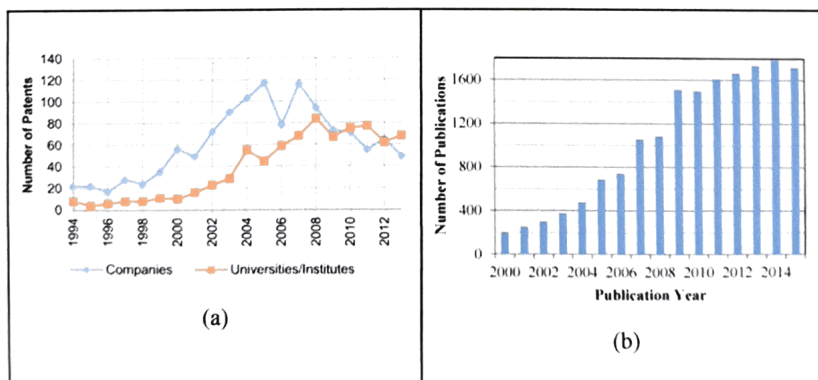 Number of Patents
140
120
100
80
60
40
20
0
1994
1996
1998
2000
2002
2004
2006
2008
2010
2012
Companies
Universities/Institutes
(a)
Number of Publications
1600
1200
800
400
0
2000 2002 2004 2006 2008 2010 2012 2014
Publication Year
(b)